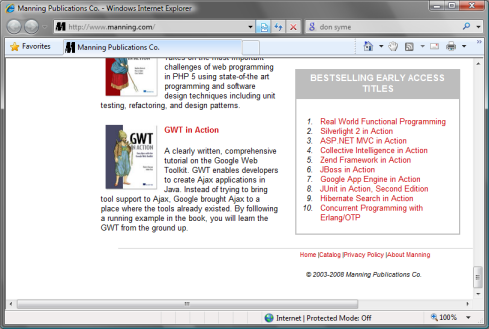 Manning Publications Co. - Windows Internet Explorer
http://www.manning.com/
don syme
Favorites
Manning Publications Co.
challenges of web programming
in PHP 5 using state-of-the art
programming and software
design techniques including unit
testing, refactoring, and design patterns.
GWT
IN ACTION
GWT in Action
A clearly written, comprehensive
tutorial on the Google Web
Toolkit. GWT enables developers
to create Ajax applications in
Java. Instead of trying to bring
tool support to Ajax, Google brought Ajax to a
place where the tools already existed. By folllowing
a running example in the book, you will learn the
GWT from the ground up.
BESTSELLING EARLY ACCESS
TITLES
1. Real World Functional Programming
2. Silverlight 2 in Action
3. ASP.NET MVC in Action
4. Collective Intelligence in Action
5. Zend Framework in Action
6. JBoss in Action
7. Google App Engine in Action
8. JUnit in Action, Second Edition
9. Hibernate Search in Action
10. Concurrent Programming with
Erlang/OTP
Home |Catalog |Privacy Policy |About Manning
© 2003-2008 Manning Publications Co.
Internet | Protected Mode: Off
100%